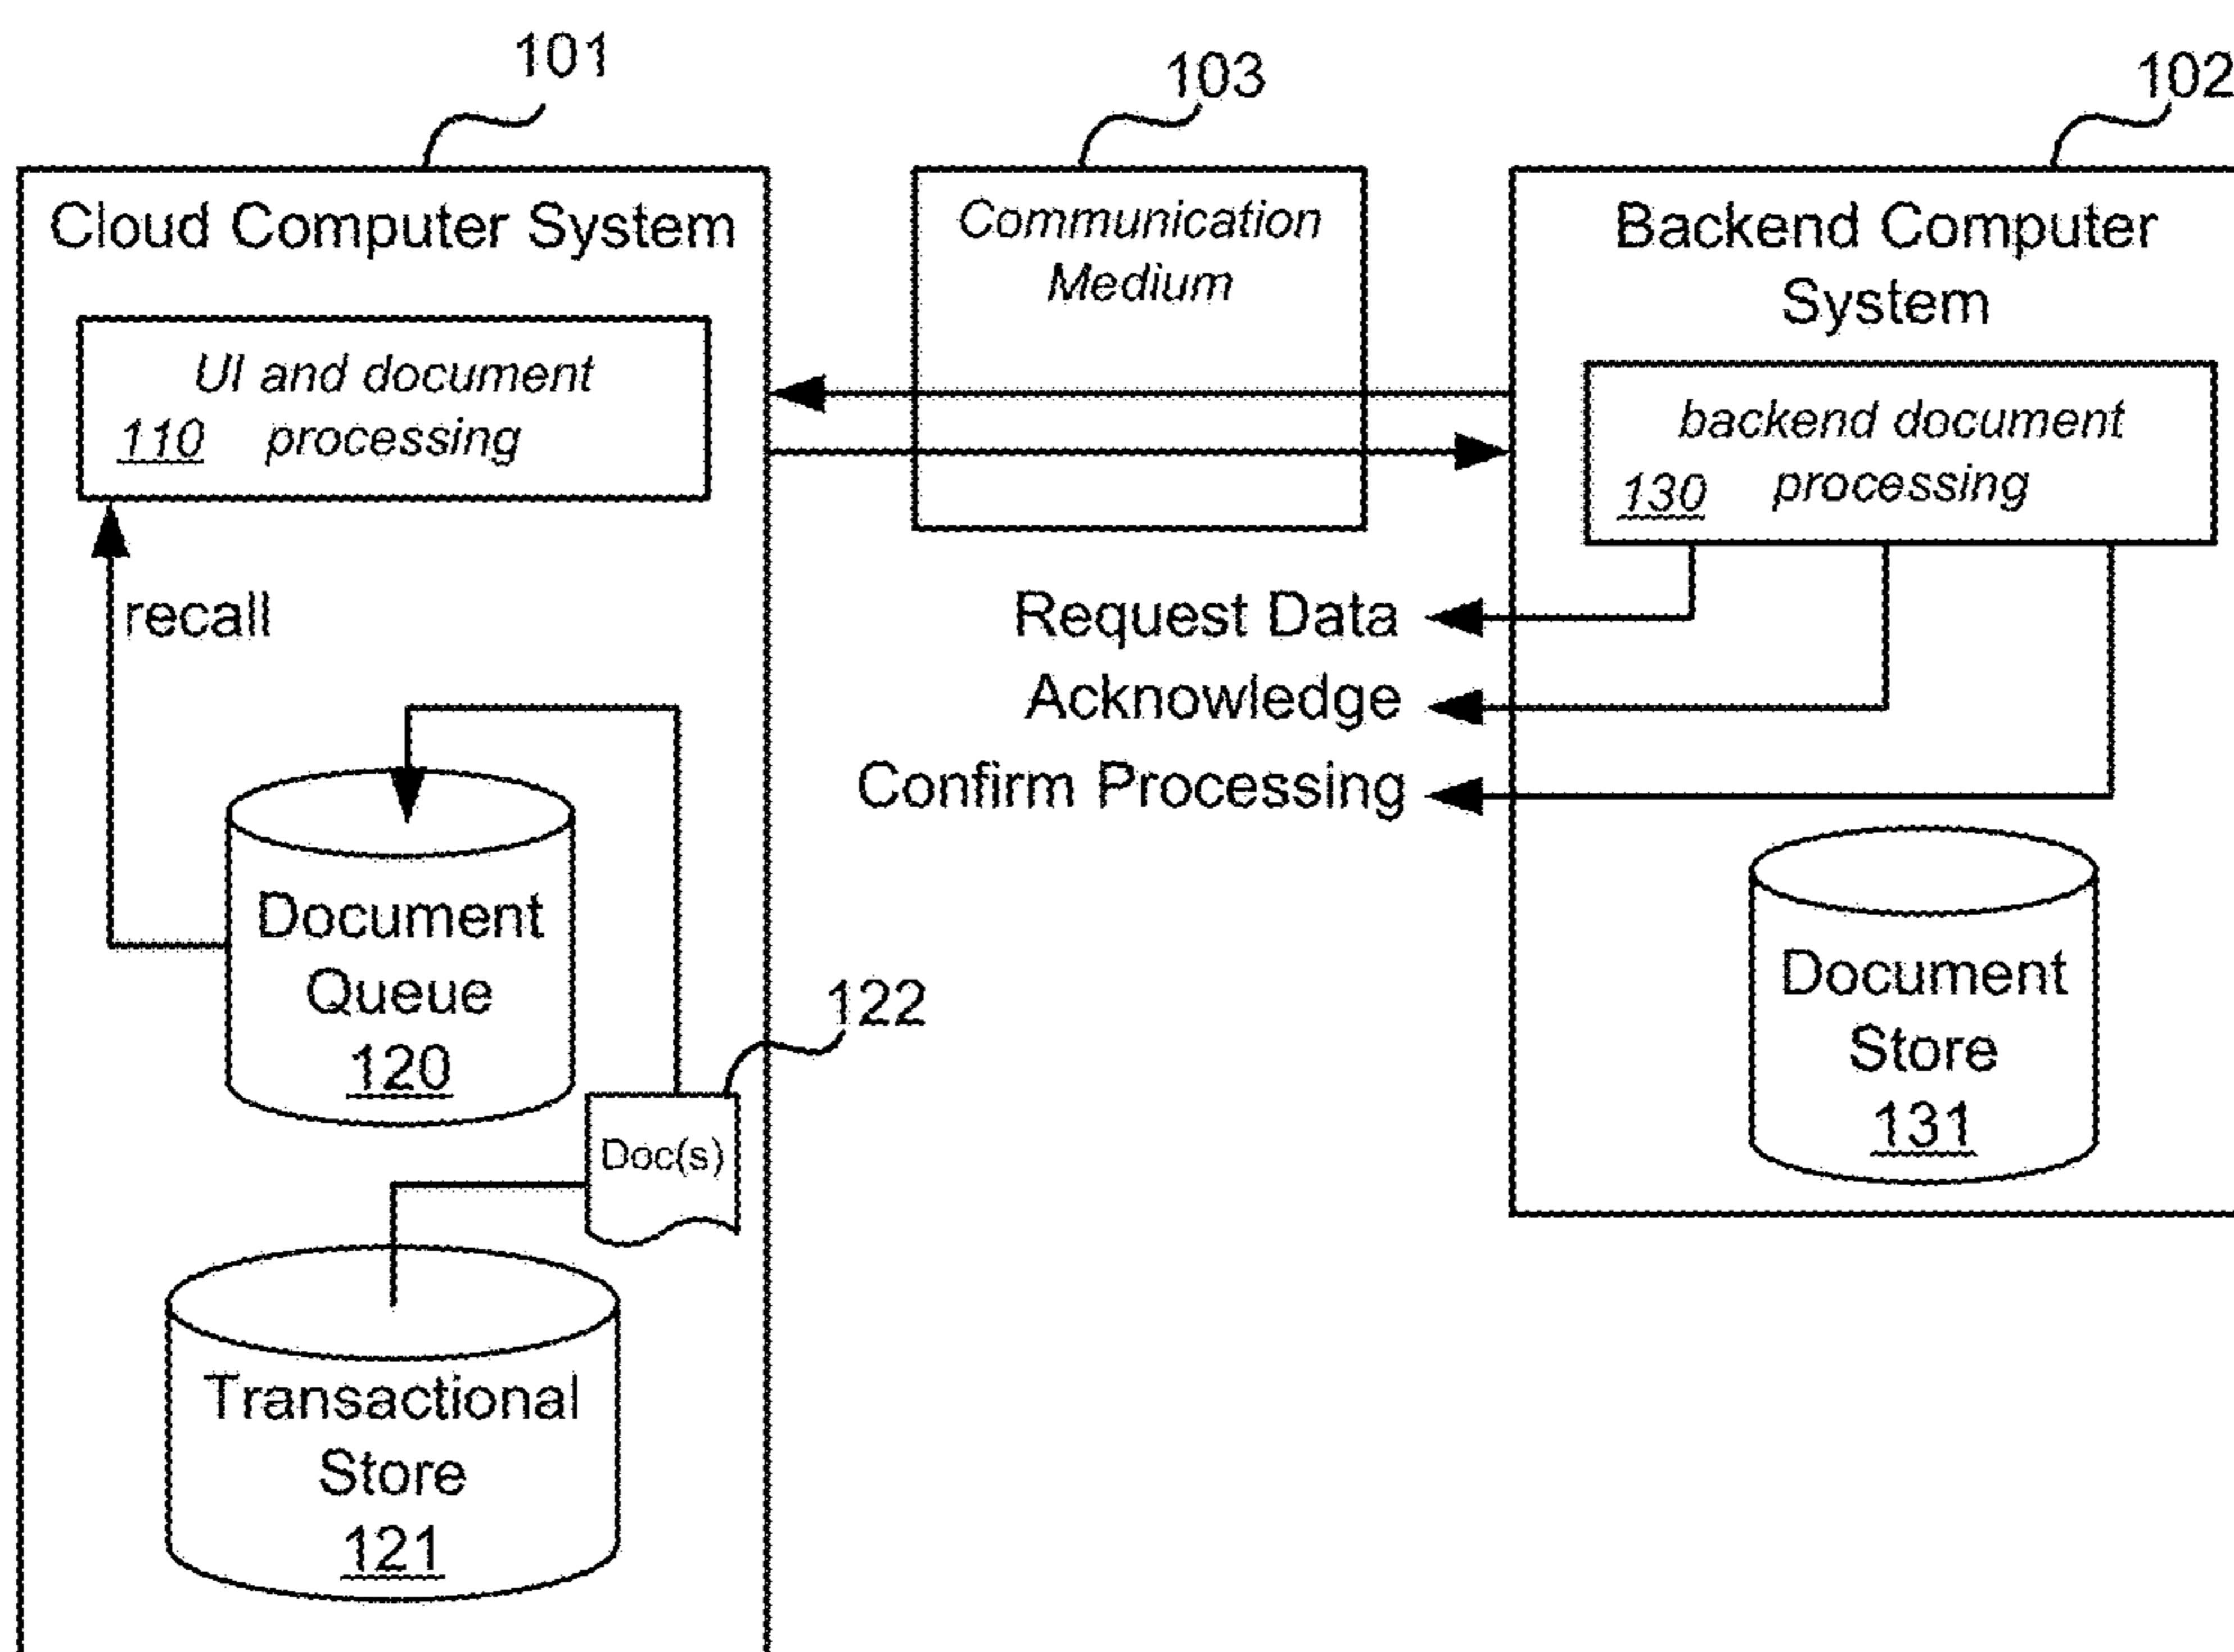 101
103
102
Cloud Computer System
Communication
Medium
Backend Computer
System
UI and document
110 processing
backend document
130 processing
recall
Request Data
Acknowledge
Confirm Processing
Document
Queue
120
122
Doc(s)
Document
Store
131
Transactional
Store
121